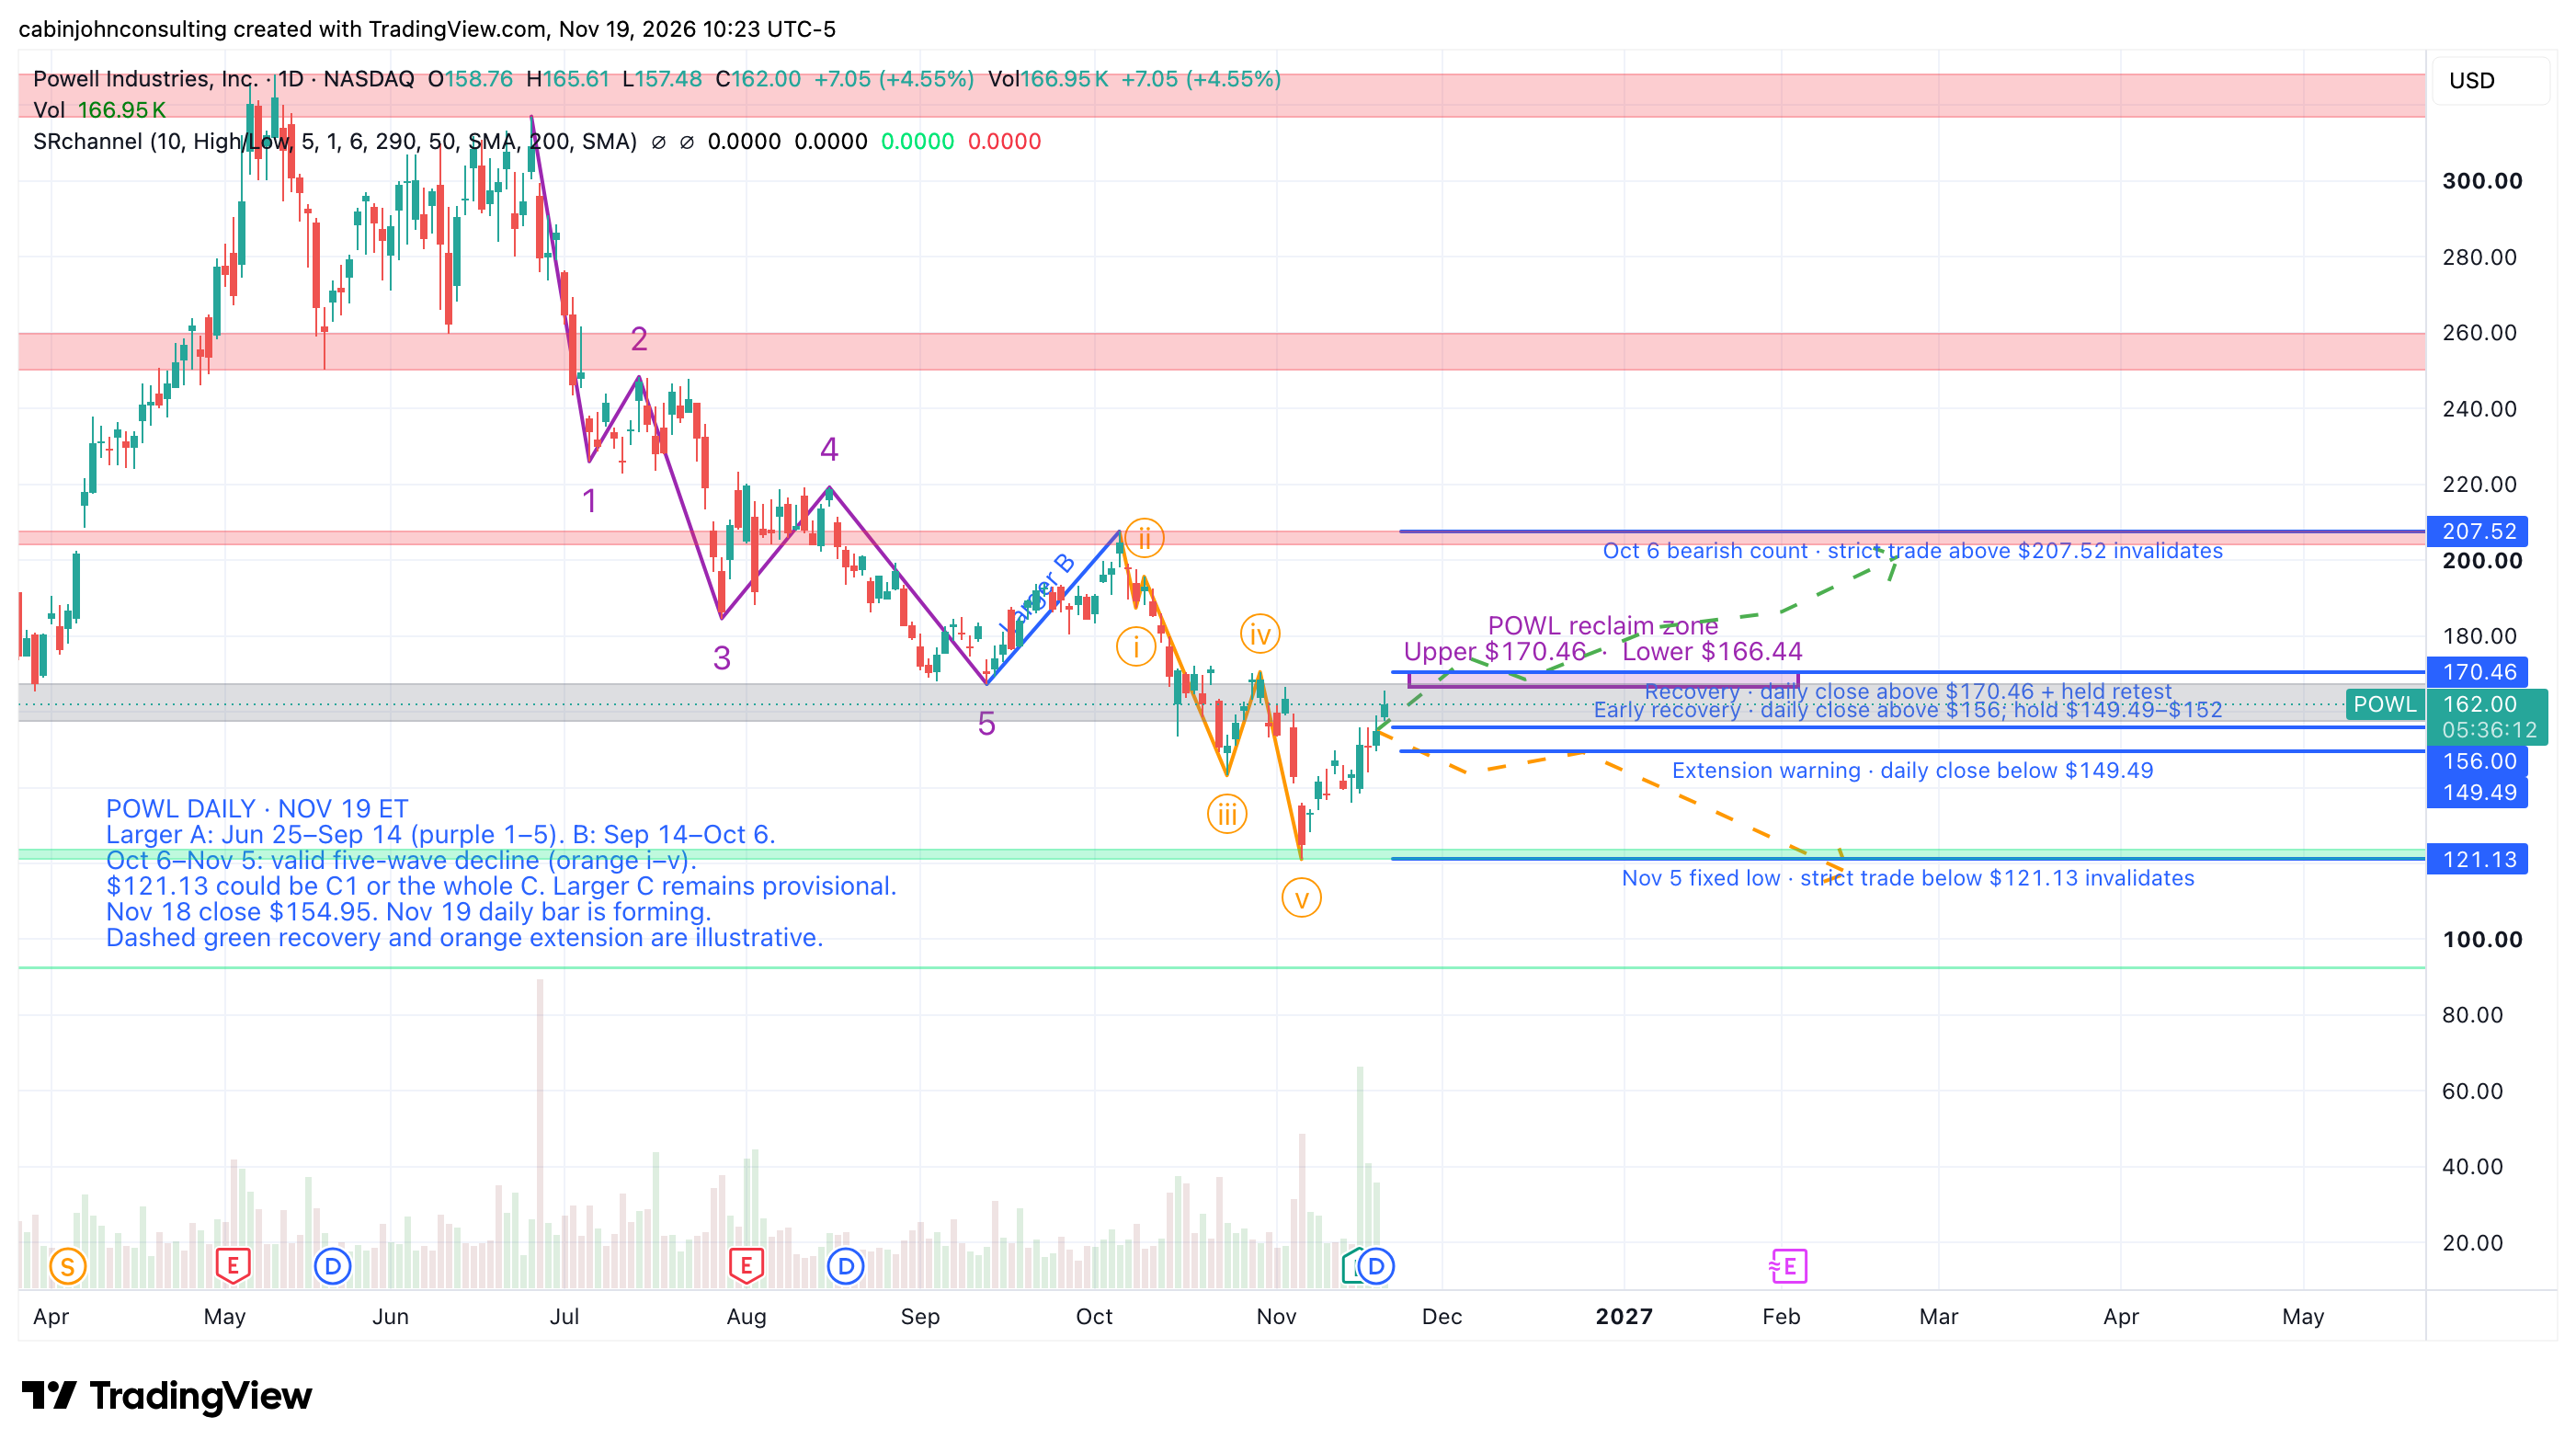 cabinjohnconsulting created with TradingView.com, Nov 19, 2026 10:23 UTC-5
Powell Industries, Inc. · 1D · NASDAQ O158.76 H165.61 L157.48 C162.00 +7.05 (+4.55%) Vol166.95K +7.05 (+4.55%)
Vol 166.95K
SRchannel (10, High/Low, 5, 1, 6, 290, 50, SMA, 200, SMA) ∅ ∅ 0.0000 0.0000 0.0000 0.0000
USD
300.00
280.00
260.00
240.00
220.00
207.52
200.00
180.00
170.46
POWL 162.00
05:36:12
156.00
149.49
121.13
100.00
80.00
60.00
40.00
20.00
2
1
4
3
5
Larger B
ii
i
iv
iii
v
Oct 6 bearish count · strict trade above $207.52 invalidates
POWL reclaim zone
Upper $170.46 · Lower $166.44
Recovery · daily close above $170.46 + held retest
Early recovery · daily close above $156; hold $149.49–$152
Extension warning · daily close below $149.49
Nov 5 fixed low · strict trade below $121.13 invalidates
POWL DAILY · NOV 19 ET
Larger A: Jun 25–Sep 14 (purple 1–5). B: Sep 14–Oct 6.
Oct 6–Nov 5: valid five-wave decline (orange i–v).
$121.13 could be C1 or the whole C. Larger C remains provisional.
Nov 18 close $154.95. Nov 19 daily bar is forming.
Dashed green recovery and orange extension are illustrative.
S E D E D D ≈E
Apr May Jun Jul Aug Sep Oct Nov Dec 2027 Feb Mar Apr May
TradingView